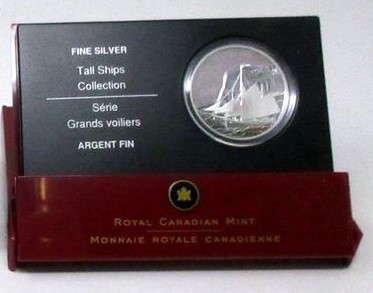 FINE SILVER
Tall Ships
Collection
Série
Grands voiliers
ARGENT FIN
ROYAL CANADIAN MINT
MONNAIE ROYALE CANADIENNE